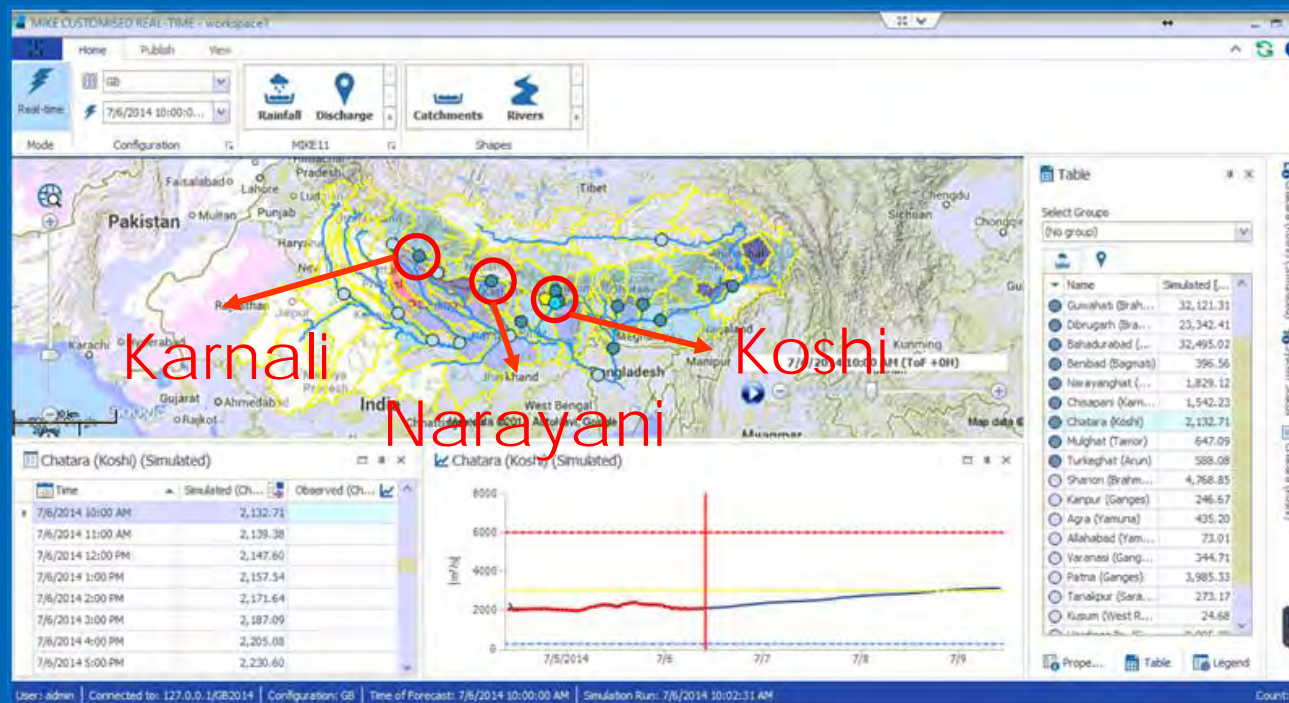 MIKE CUSTOMISED REAL-TIME - workspace1
Home Publish View
Real-time
GB
7/6/2014 10:00:0...
Rainfall Discharge
Catchments Rivers
Mode Configuration MIKE11 Shapes
Faisalabad
Lahore
Pradesh
Tibet
Chengdu
Sichuan
Pakistan
Multan
Punjab
Karachi
Hyderabad
Jaipur
Jharkhand
Bangladesh
Manipur
Kunming
Gujarat
Ahmedabad
Rajkot
India
West Bengal
Myanmar
Karnali
Narayani
Koshi
7/6/2014 10:00 AM (ToF +0H)
Chatara (Koshi) (Simulated)
Time Simulated (Ch... Observed (Ch...
7/6/2014 10:00 AM 2,132.71
7/6/2014 11:00 AM 2,139.38
7/6/2014 12:00 PM 2,147.60
7/6/2014 1:00 PM 2,157.54
7/6/2014 2:00 PM 2,171.64
7/6/2014 3:00 PM 2,187.09
7/6/2014 4:00 PM 2,205.08
7/6/2014 5:00 PM 2,230.60
Chatara (Koshi) (Simulated)
8000
6000
4000
2000
0
[m³/s]
7/5/2014 7/6 7/7 7/8 7/9
Table
Select Groups
(No group)
Name Simulated [...
Guwahati (Brah... 32,121.31
Dibrugarh (Bra... 23,342.41
Bahadurabad (... 32,495.02
Benibad (Bagmati) 396.56
Narayanghat (... 1,829.12
Chisapani (Karn... 1,542.23
Chatara (Koshi) 2,132.71
Mulghat (Tamor) 647.09
Turkeghat (Arun) 588.08
Sharion (Brahm... 4,768.85
Kanpur (Ganges) 246.67
Agra (Yamuna) 435.20
Allahabad (Yam... 73.01
Varanasi (Gang... 344.71
Patna (Ganges) 3,985.33
Tanakpur (Sara... 273.17
Kusum (West R... 24.68
Prope... Table Legend
User: admin | Connected to: 127.0.0.1/GB2014 | Configuration: GB | Time of Forecast: 7/6/2014 10:00:00 AM | Simulation Run: 7/6/2014 10:02:31 AM
Count: